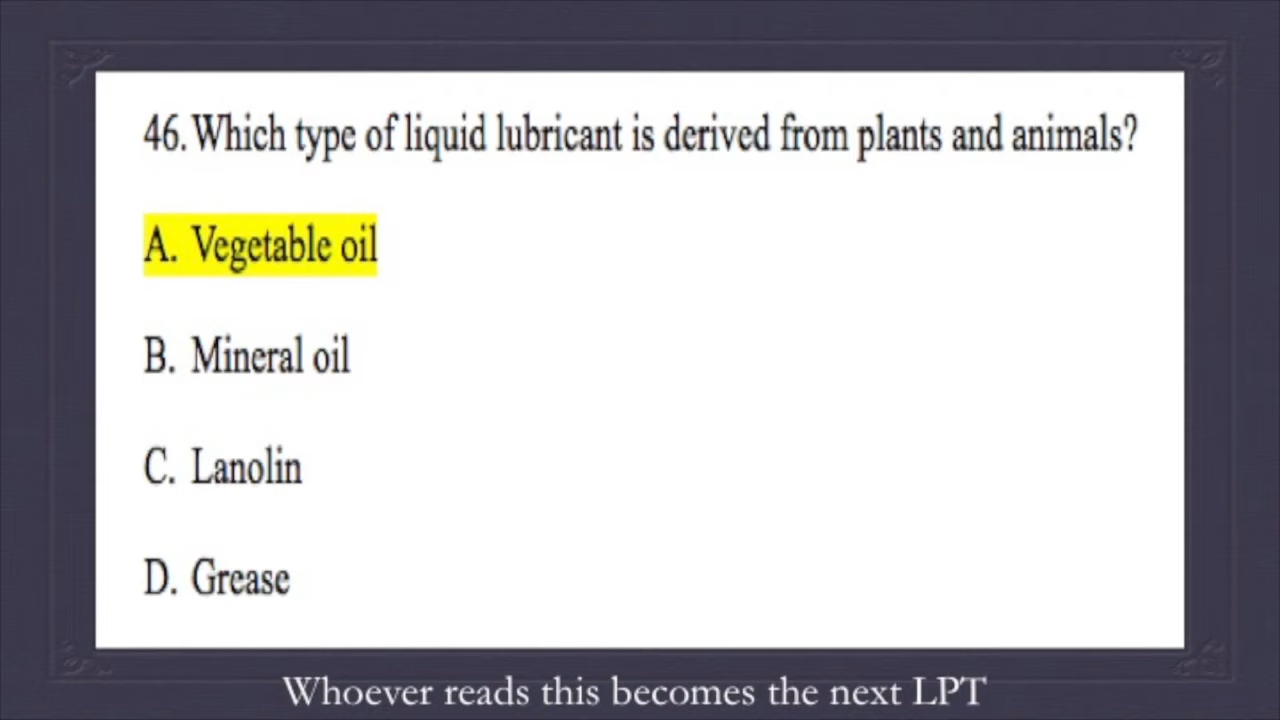 46. Which type of liquid lubricant is derived from plants and animals?
A. Vegetable oil
B. Mineral oil
C. Lanolin
D. Grease
Whoever reads this becomes the next LPT